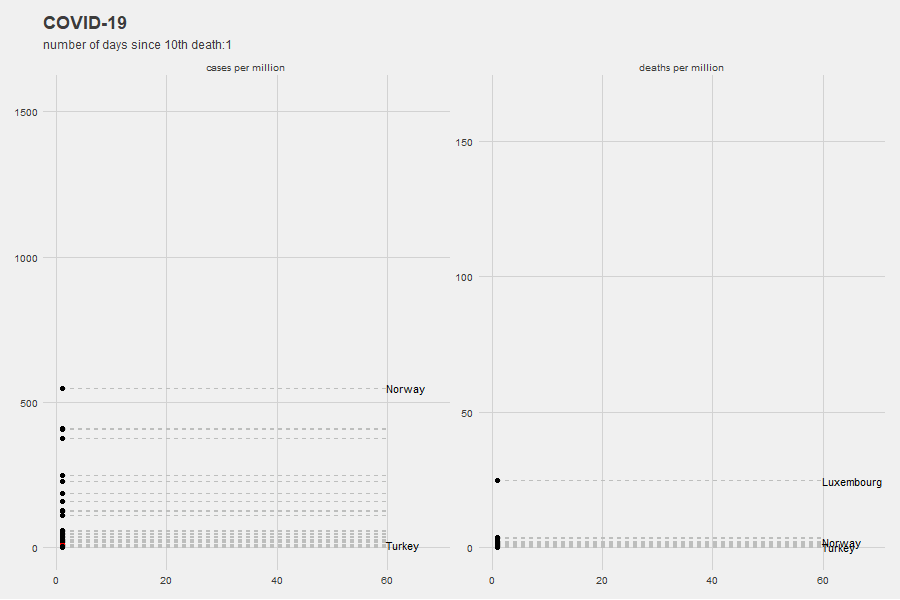 COVID-19
number of days since 10th death:1
cases per million
deaths per million
1500
1000
500
0
Norway
Turkey
0 20 40 60
150
100
50
0
Luxembourg
Norway
Turkey
0 20 40 60